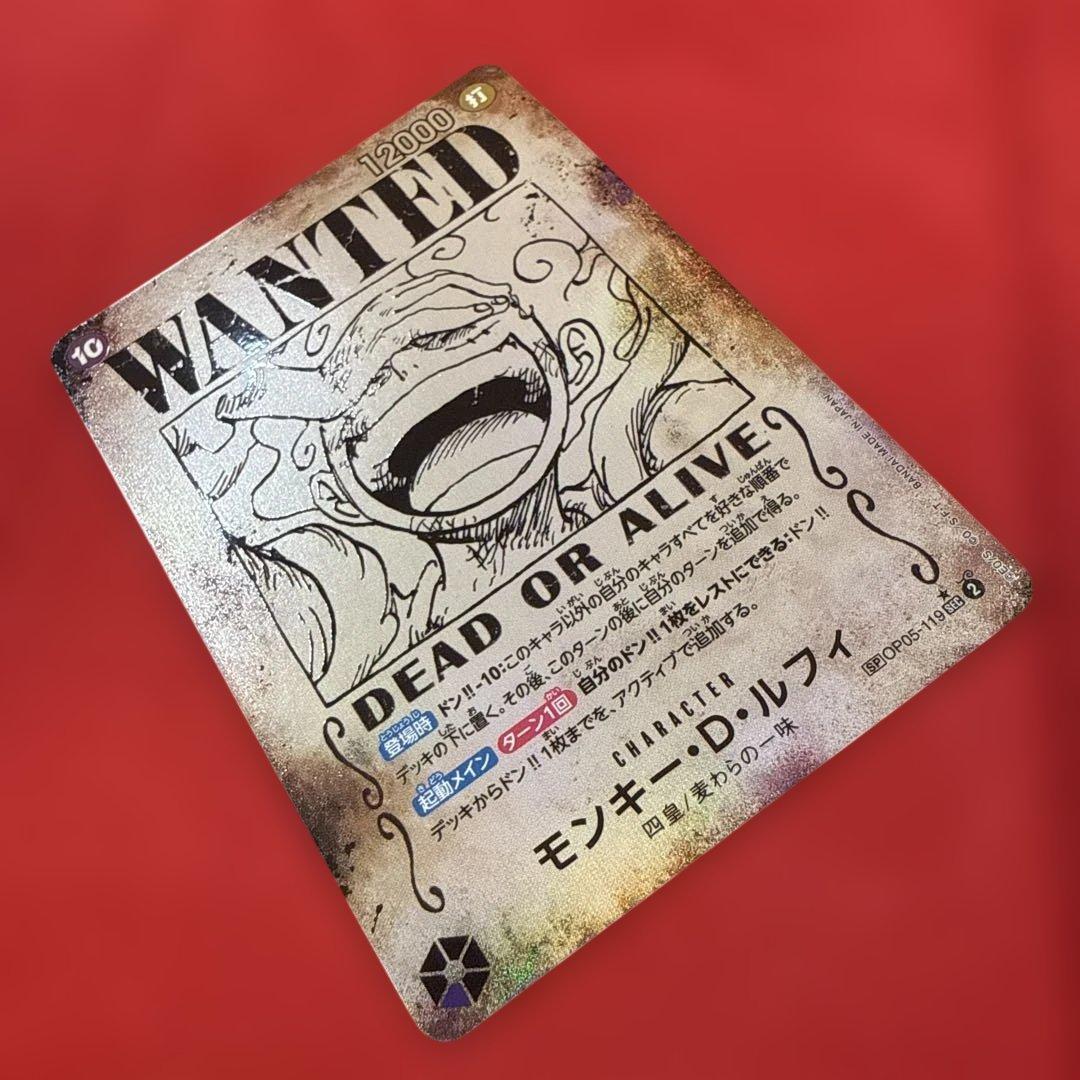 12000
打
10
WANTED
DEAD OR ALIVE
登場時 ドン!!-10:このキャラ以外の自分のキャラすべてを好きな順番で
デッキの下に置く。その後、このターンの後に自分のターンを追加で得る。
起動メイン ターン1回 自分のドン!!1枚をレストにできる:ドン!!
デッキからドン!!1枚までを、アクティブで追加する。
CHARACTER
モンキー・D・ルフィ
四皇/麦わらの一味
SP OP05-119 SEC 2
BANDAI MADE IN JAPAN